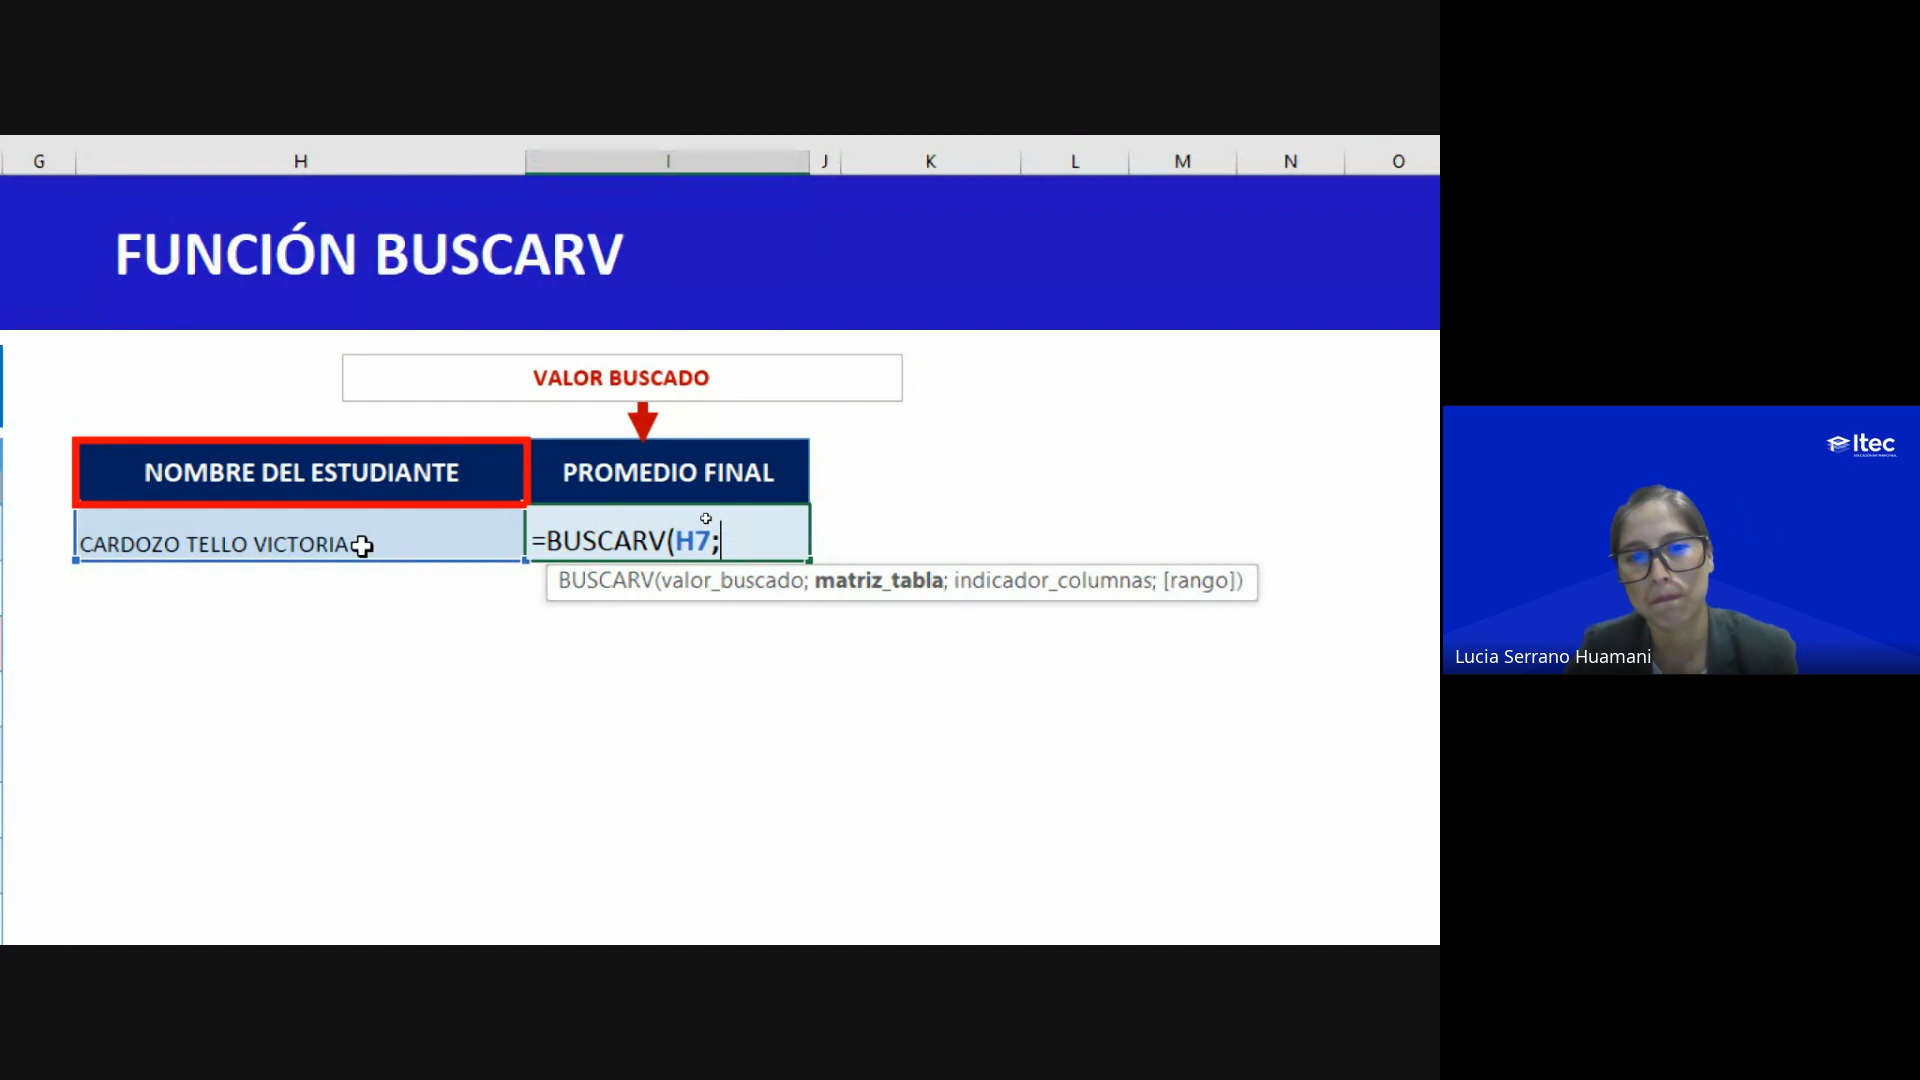 G H I J K L M N O
FUNCIÓN BUSCARV
VALOR BUSCADO
NOMBRE DEL ESTUDIANTE PROMEDIO FINAL
CARDOZO TELLO VICTORIA =BUSCARV(H7;
BUSCARV(valor_buscado; matriz_tabla; indicador_columnas; [rango])
Itec
Lucia Serrano Huamani